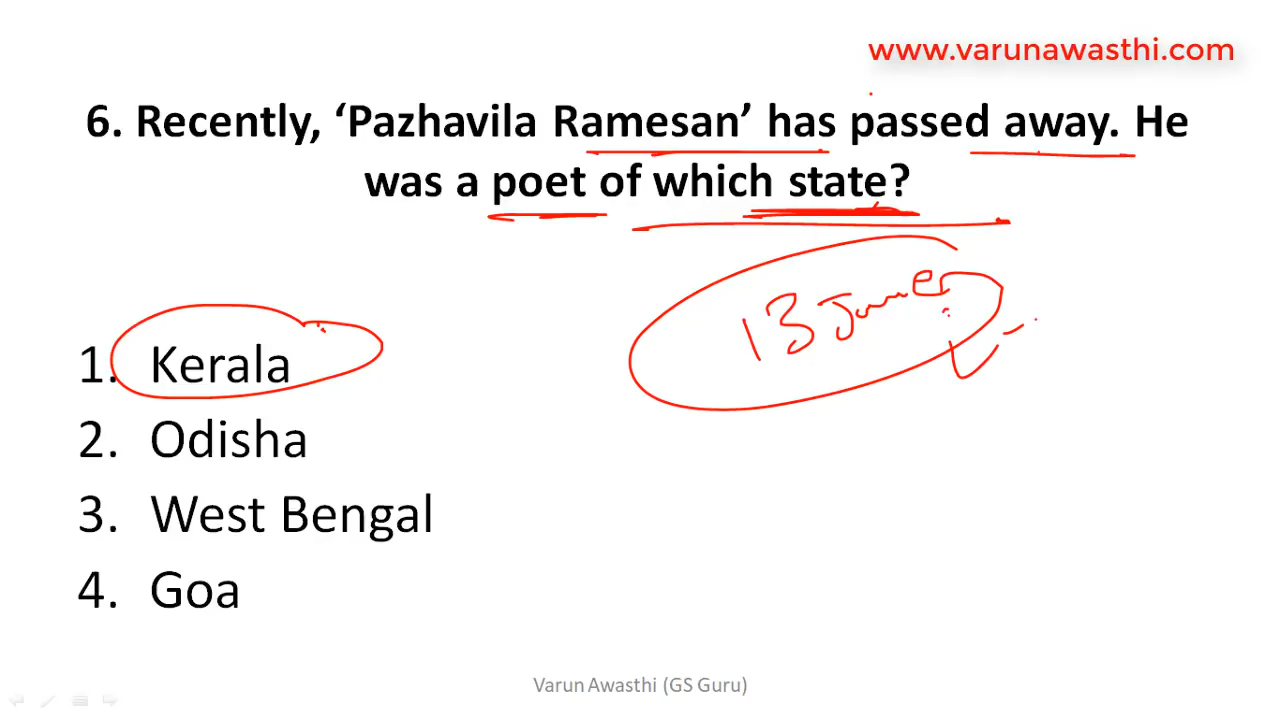 www.varunawasthi.com
6. Recently, ‘Pazhavila Ramesan’ has passed away. He
was a poet of which state?
13 June
1. Kerala
2. Odisha
3. West Bengal
4. Goa
Varun Awasthi (GS Guru)